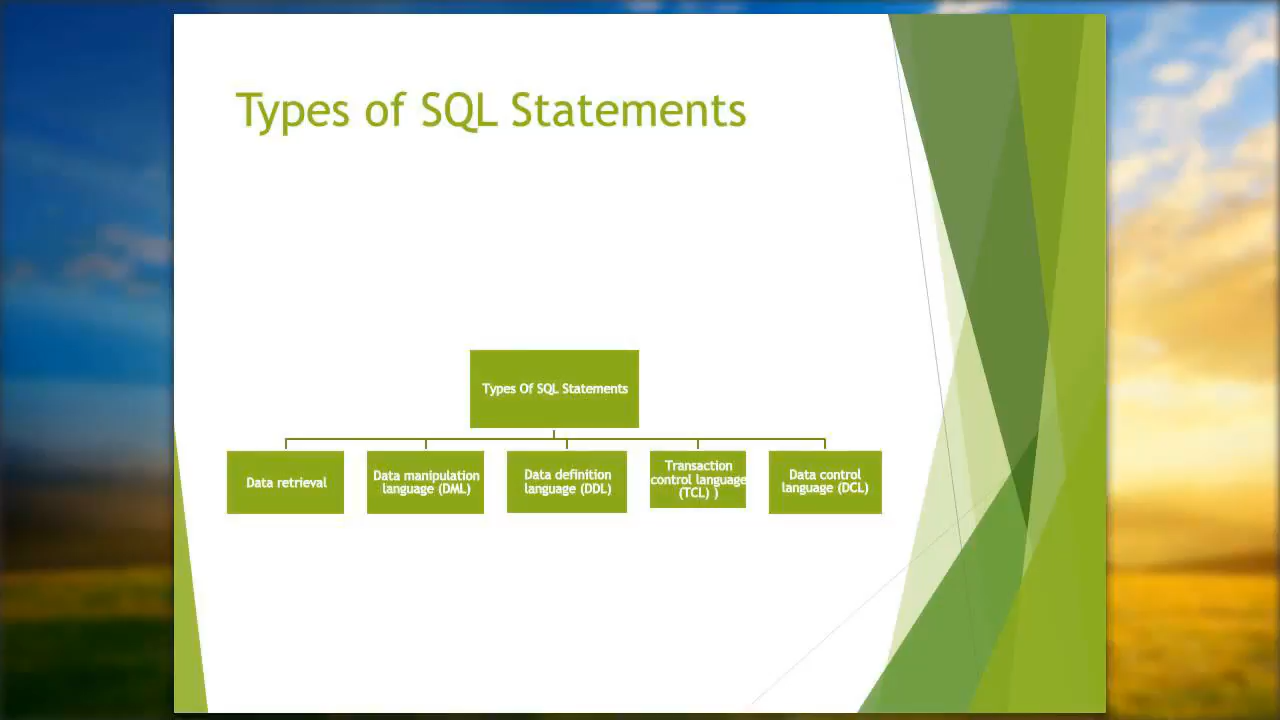 Types of SQL Statements
Types Of SQL Statements
Data retrieval
Data manipulation
language (DML)
Data definition
language (DDL)
Transaction
control language
(TCL) )
Data control
language (DCL)